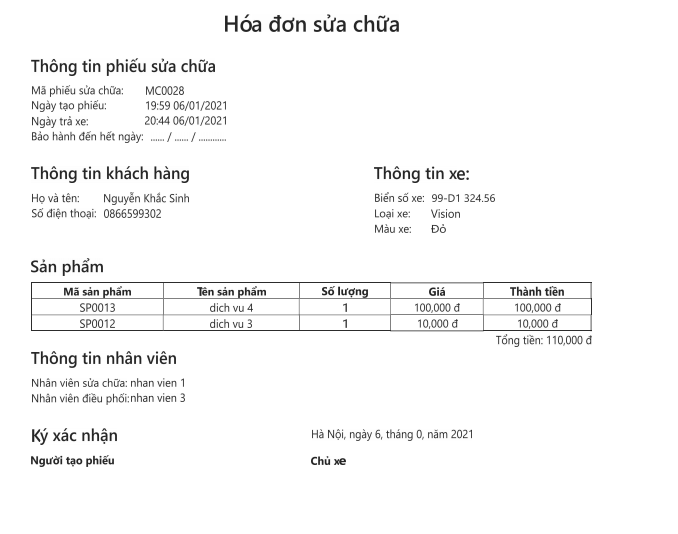 Hóa đơn sửa chữa
Thông tin phiếu sửa chữa
Mã phiếu sửa chữa: MC0028
Ngày tạo phiếu: 19:59 06/01/2021
Ngày trả xe: 20:44 06/01/2021
Bảo hành đến hết ngày: ...... / ...... / ............
Thông tin khách hàng
Họ và tên: Nguyễn Khắc Sinh
Số điện thoại: 0866599302
Thông tin xe:
Biển số xe: 99-D1 324.56
Loại xe: Vision
Màu xe: Đỏ
Sản phẩm
Mã sản phẩm Tên sản phẩm Số lượng Giá Thành tiền
SP0013 dich vu 4 1 100,000 đ 100,000 đ
SP0012 dich vu 3 1 10,000 đ 10,000 đ
Tổng tiền: 110,000 đ
Thông tin nhân viên
Nhân viên sửa chữa: nhan vien 1
Nhân viên điều phối: nhan vien 3
Ký xác nhận
Hà Nội, ngày 6, tháng 0, năm 2021
Người tạo phiếu Chủ xe